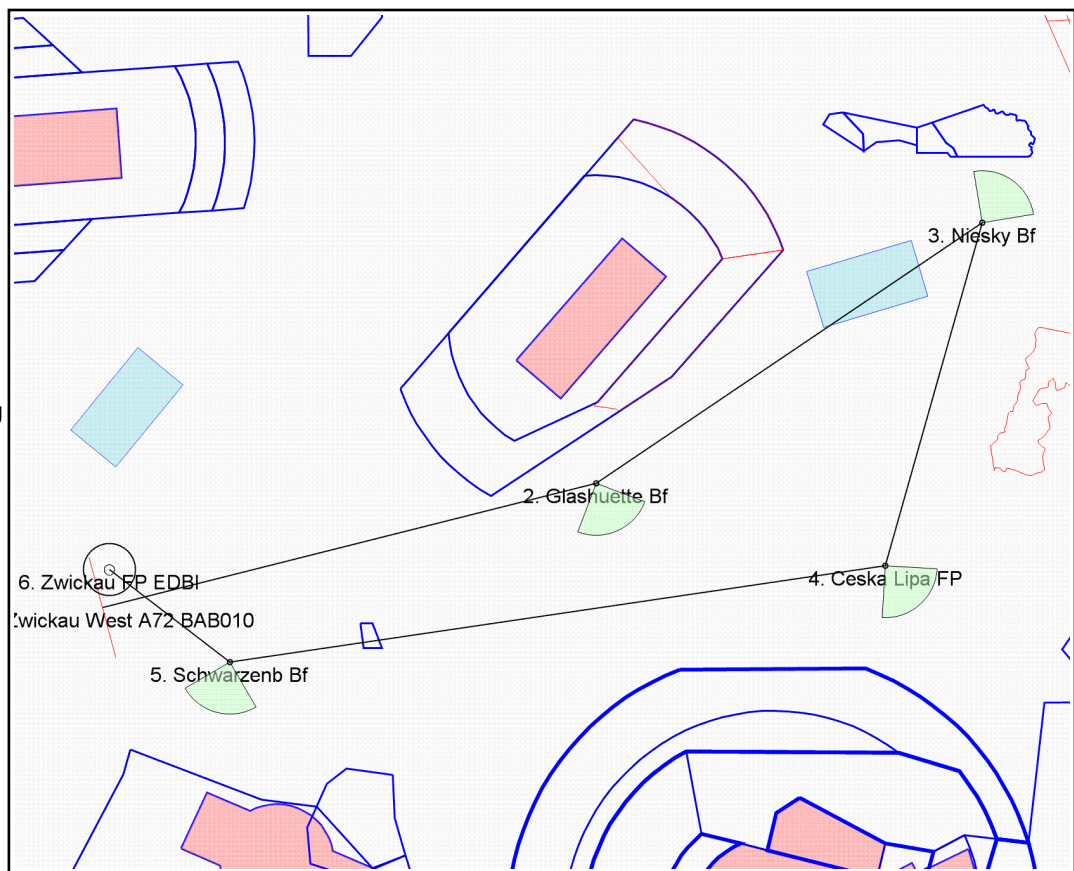 3. Niesky Bf
2. Glashuette Bf
4. Ceska Lipa FP
6. Zwickau FP EDBI
Zwickau West A72 BAB010
5. Schwarzenb Bf